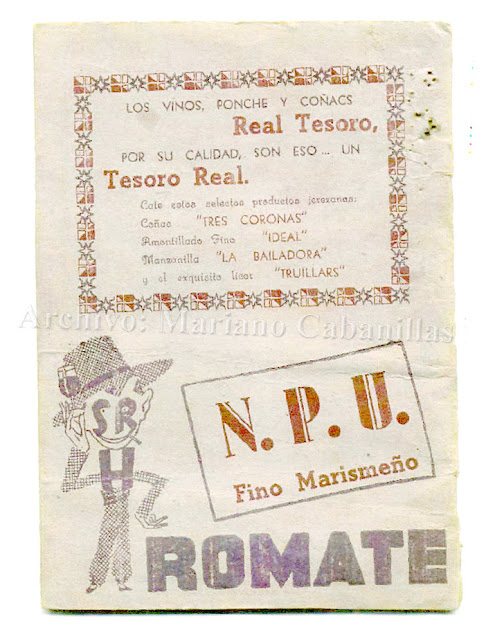 LOS VINOS, PONCHE Y COÑACS
Real Tesoro,
POR SU CALIDAD, SON ESO... UN
Tesoro Real.
Cate estos selectos productos jerezanos:
Coñac "TRES CORONAS"
Amontillado Fino "IDEAL"
Manzanilla "LA BAILADORA"
y el exquisito licor "TRUILLARS"
Archivo: Mariano Cabanillas
SR
H
N. P. U.
Fino Marismeño
ROMATE